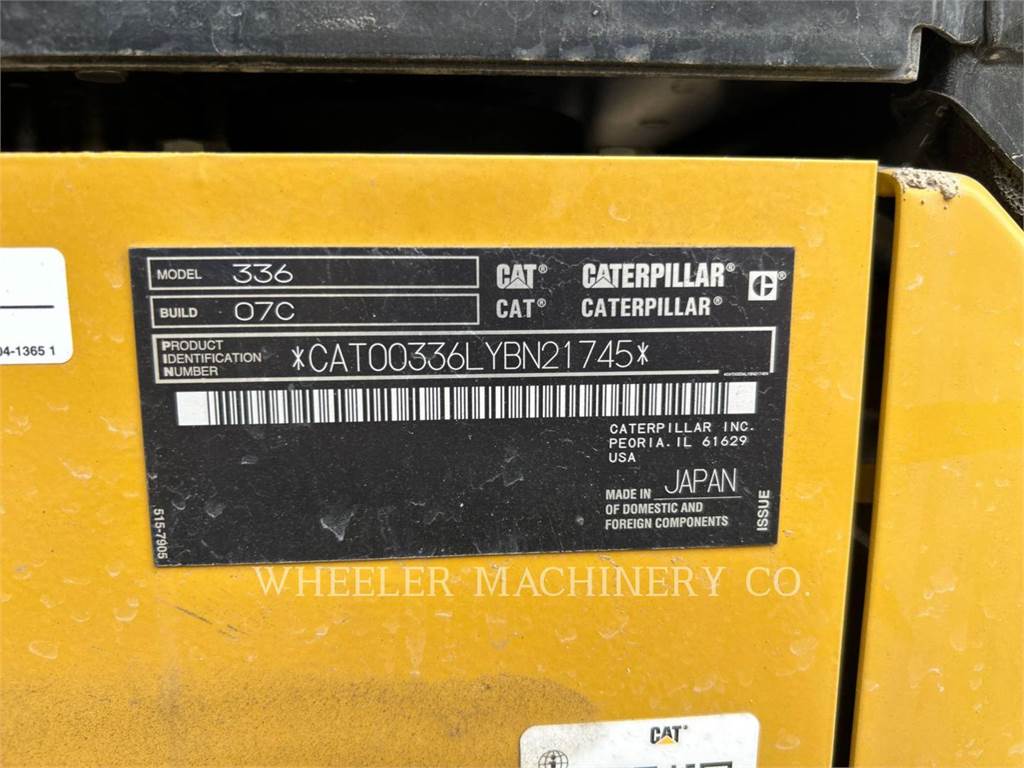 MODEL 336
CAT® CATERPILLAR®
BUILD 07C
CAT® CATERPILLAR®
PRODUCT
IDENTIFICATION
NUMBER
*CAT00336LYBN21745*
CATERPILLAR INC.
PEORIA, IL 61629
USA
MADE IN JAPAN
OF DOMESTIC AND
FOREIGN COMPONENTS
ISSUE
515-7905
04-1365 1
WHEELER MACHINERY CO.
CAT®